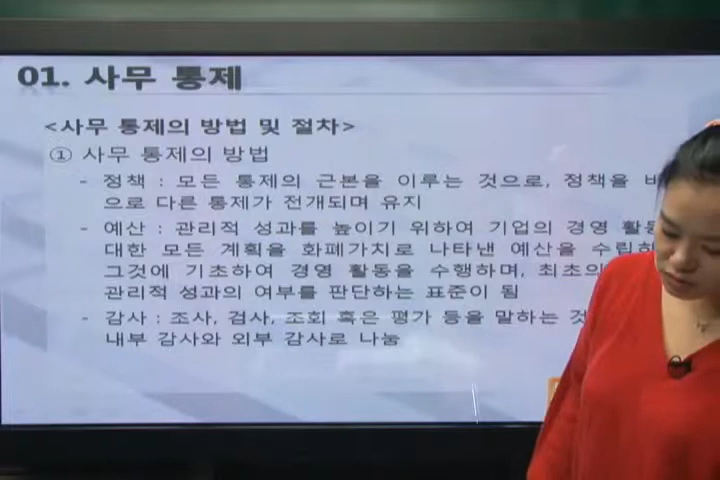 01. 사무 통제
<사무 통제의 방법 및 절차>
① 사무 통제의 방법
- 정책 : 모든 통제의 근본을 이루는 것으로, 정책을
으로 다른 통제가 전개되며 유지
- 예산 : 관리적 성과를 높이기 위하여 기업의 경영
대한 모든 계획을 화폐가치로 나타낸 예산을
그것에 기초하여 경영 활동을 수행하며, 최초의
관리적 성과의 여부를 판단하는 표준이 됨
- 감사 : 조사, 검사, 조회 혹은 평가 등을 말하는
내부 감사와 외부 감사로 나눔